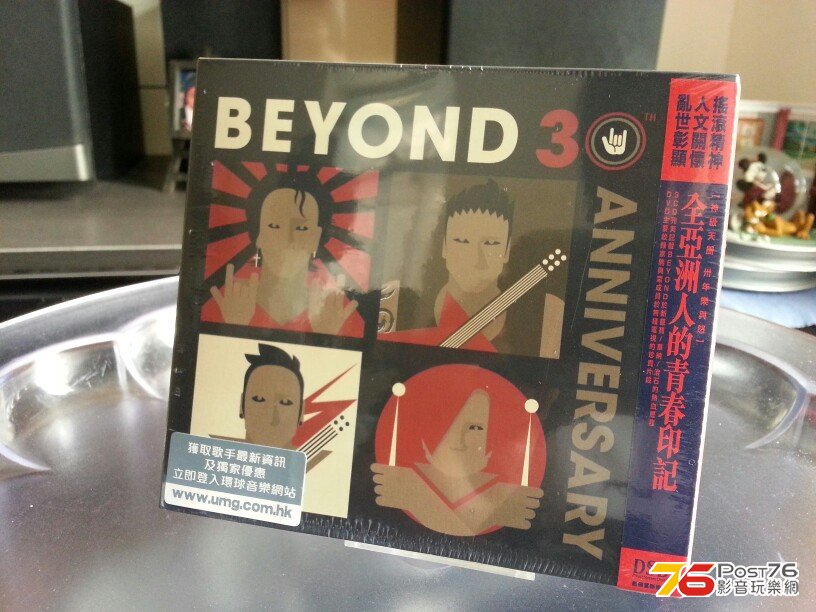 BEYOND 30TH
ANNIVERSARY
搖滾精神
人文關懷
亂世彰顯
全亞洲人的青春印記
獲取歌手最新資訊
及獨家優惠
立即登入環球音樂網站
www.umg.com.hk
76 Post76
影音玩樂網